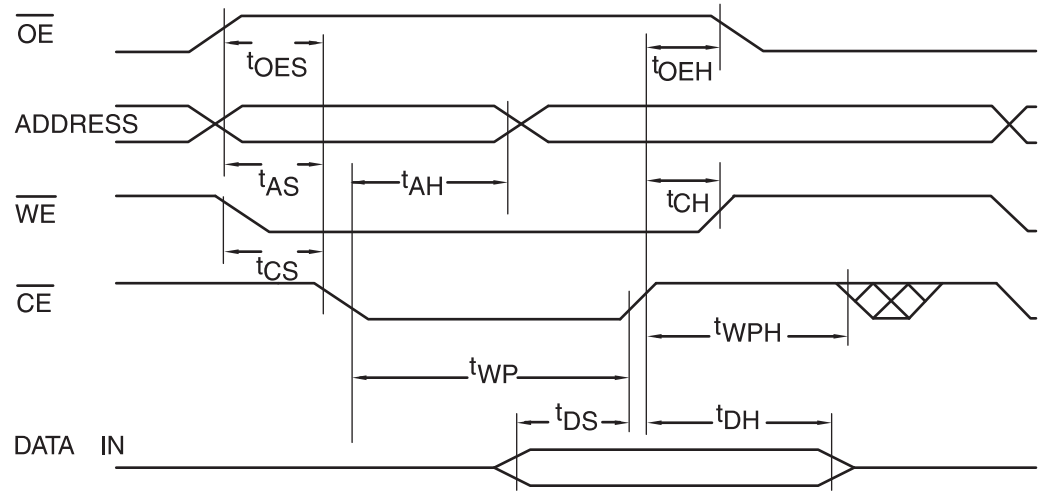 OE
tOES
tOEH
ADDRESS
tAS
tAH
tCH
WE
tCS
CE
tWPH
tWP
tDS
tDH
DATA IN